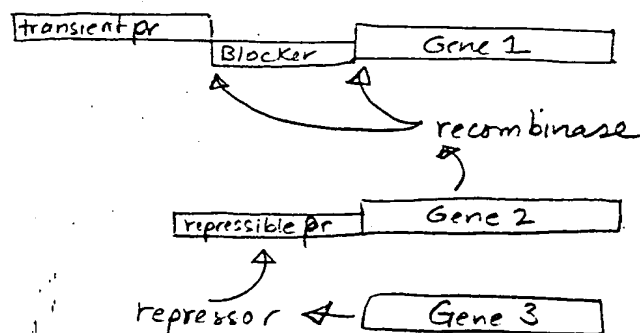 transient pr
Blocker
Gene 1
recombinase
repressible pr
Gene 2
repressor
Gene 3